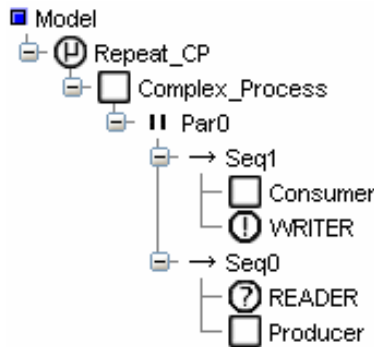 Model
Repeat_CP
Complex_Process
Par0
Seq1
Consumer
WRITER
Seq0
READER
Producer